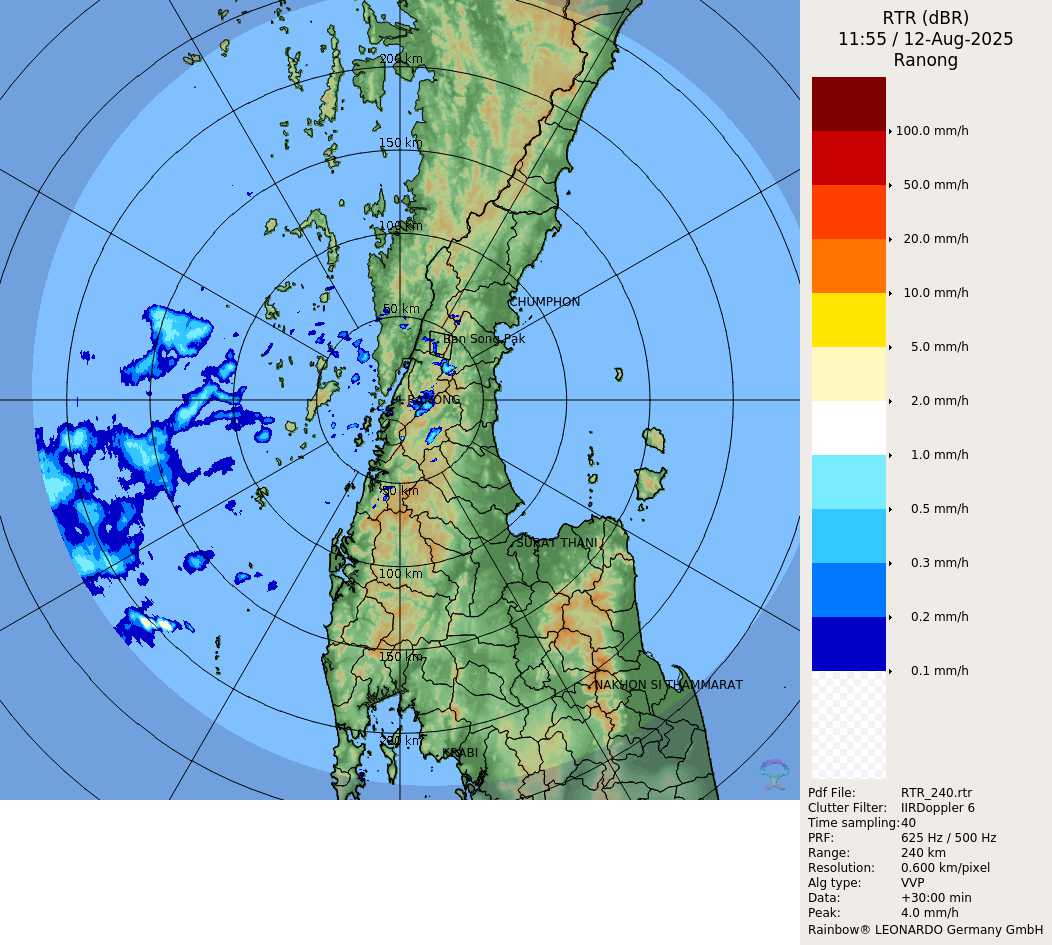 RTR (dBR)
11:55 / 12-Aug-2025
Ranong
200 km
150 km
100 km
50 km
CHUMPHON
Ban Song Pak
RANONG
50 km
SURAT THANI
100 km
150 km
NAKHON SI THAMMARAT
200 km
KRABI
100.0 mm/h
50.0 mm/h
20.0 mm/h
10.0 mm/h
5.0 mm/h
2.0 mm/h
1.0 mm/h
0.5 mm/h
0.3 mm/h
0.2 mm/h
0.1 mm/h
Pdf File: RTR_240.rtr
Clutter Filter: IIRDoppler 6
Time sampling:40
PRF: 625 Hz / 500 Hz
Range: 240 km
Resolution: 0.600 km/pixel
Alg type: VVP
Data: +30:00 min
Peak: 4.0 mm/h
Rainbow® LEONARDO Germany GmbH